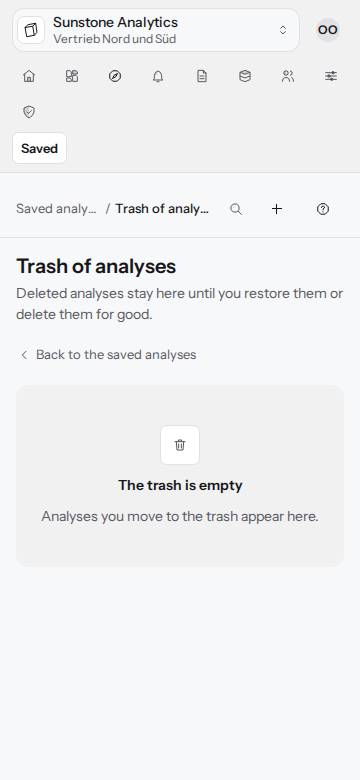 Sunstone Analytics
Vertrieb Nord und Süd
OO
Saved
Saved analy... / Trash of analy...
Trash of analyses
Deleted analyses stay here until you restore them or
delete them for good.
Back to the saved analyses
The trash is empty
Analyses you move to the trash appear here.